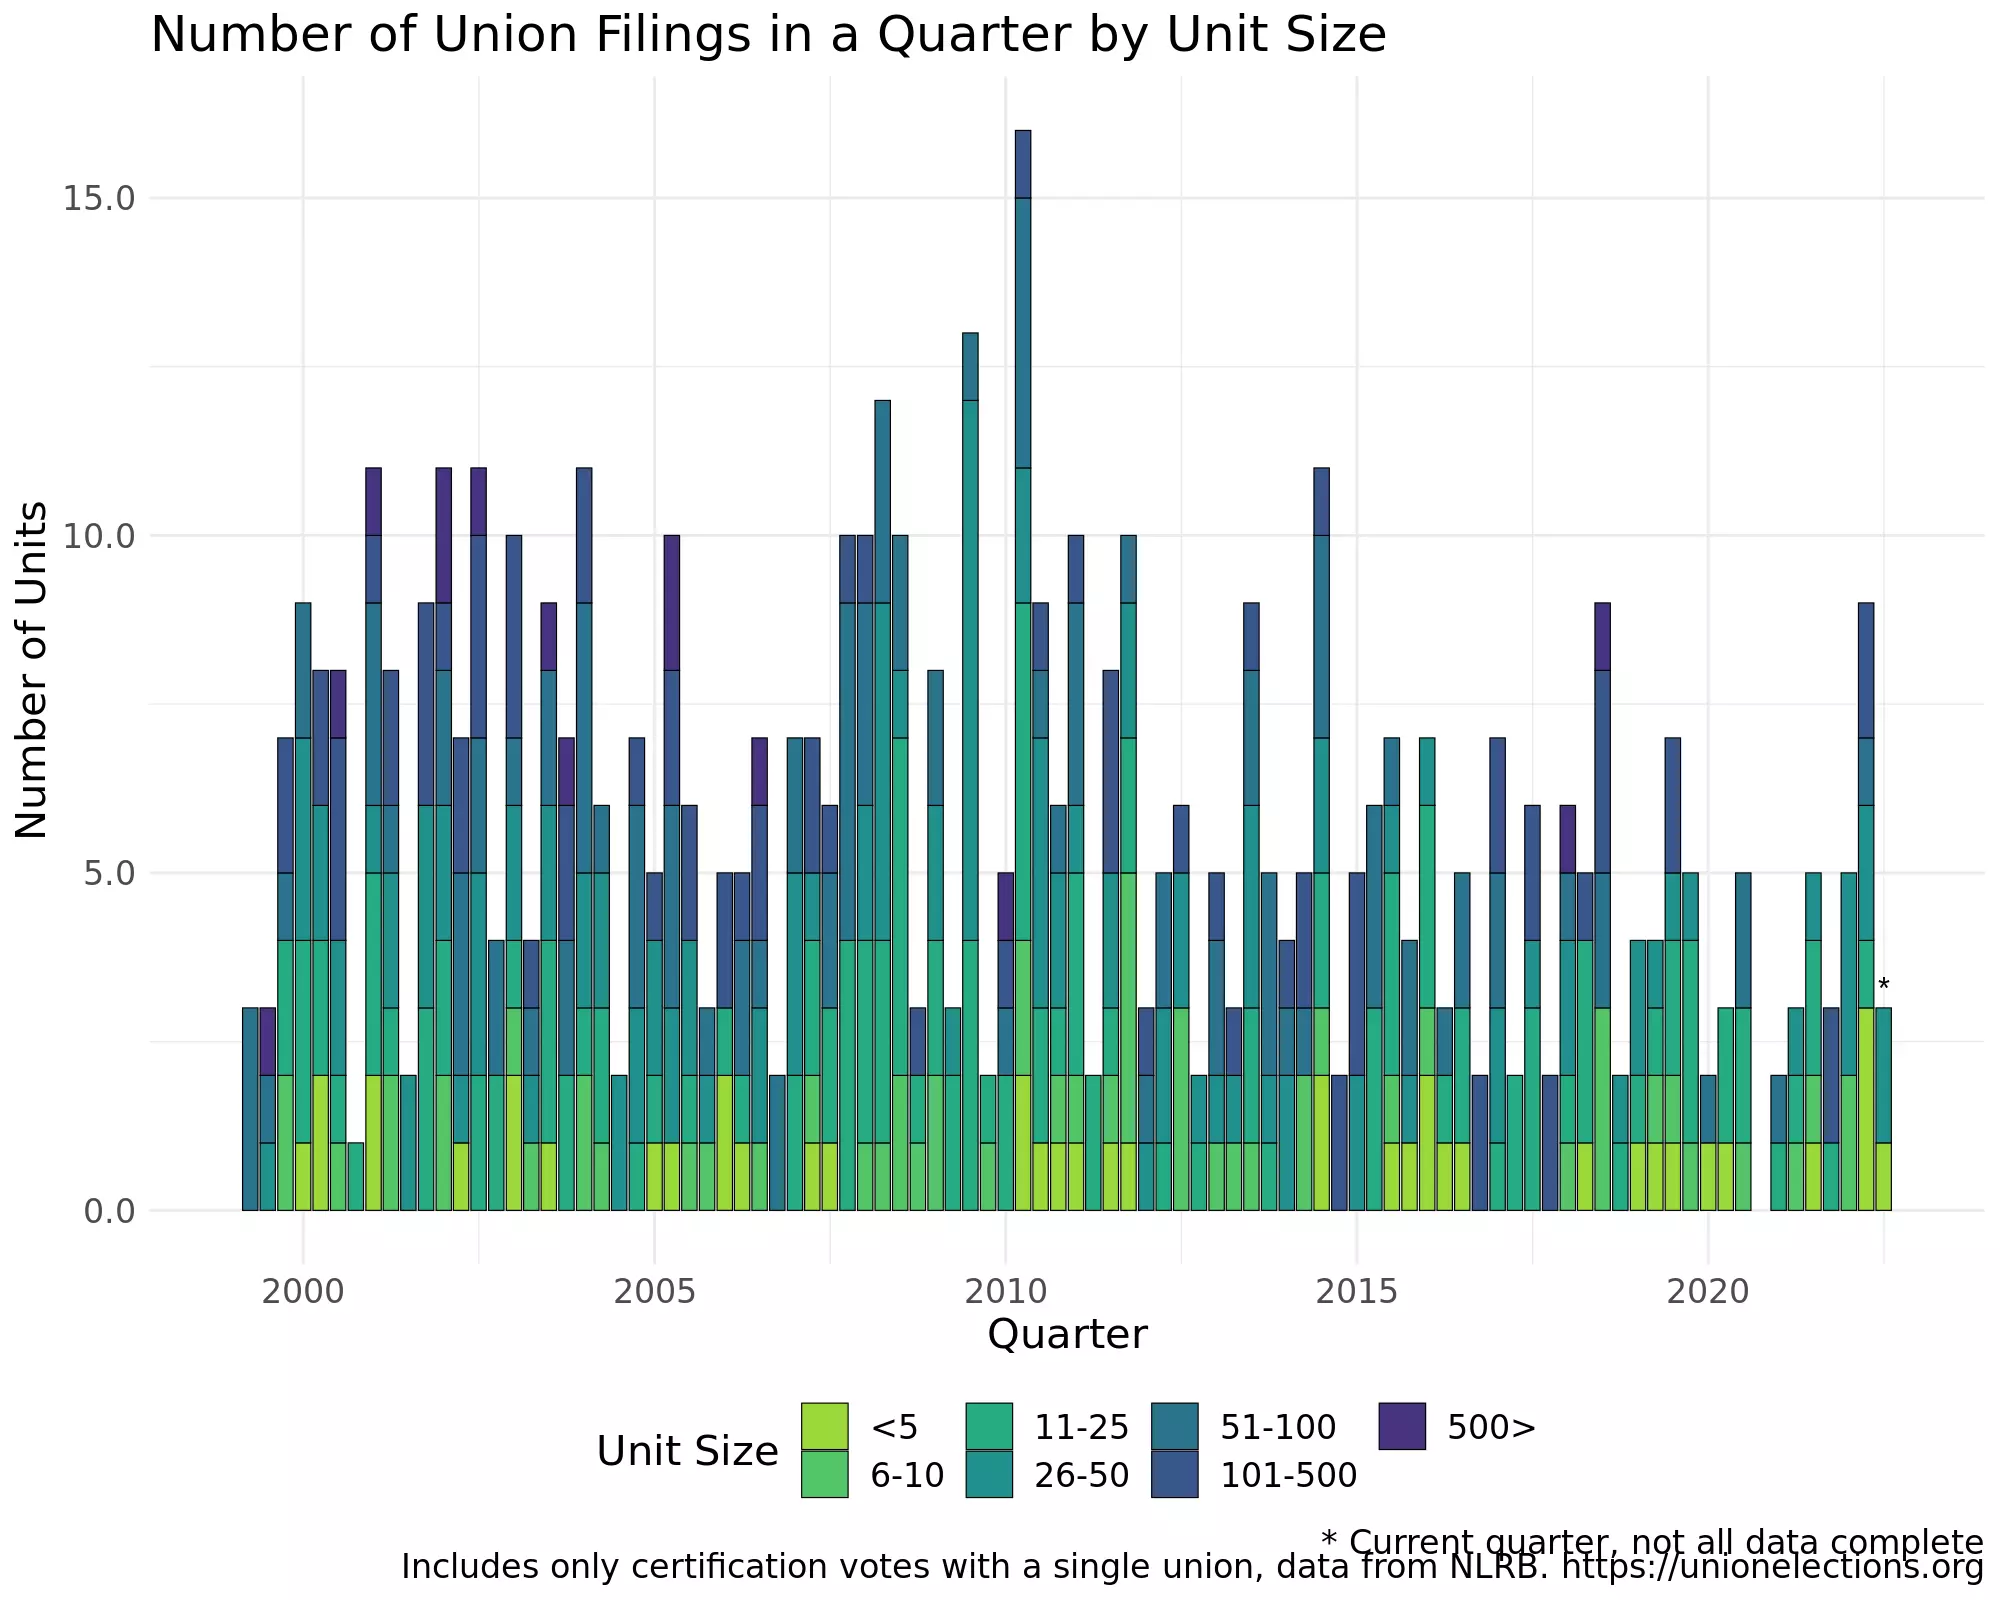 Number of Union Filings in a Quarter by Unit Size
Number of Units
15.0
10.0
5.0
0.0
*
2000 2005 2010 2015 2020
Quarter
Unit Size
<5 11-25 51-100 500>
6-10 26-50 101-500
* Current quarter, not all data complete
Includes only certification votes with a single union, data from NLRB. https://unionelections.org